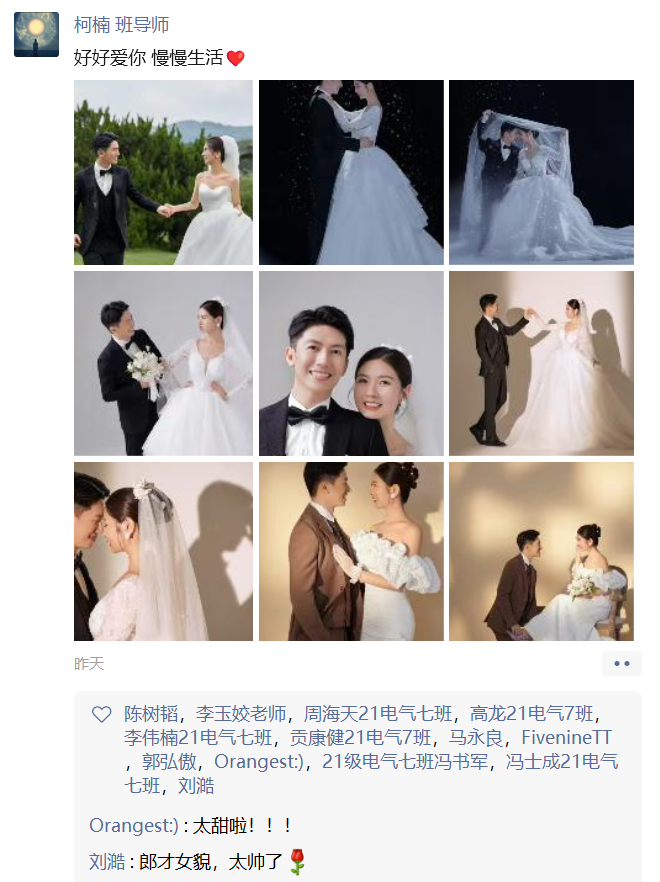 柯楠 班导师
好好爱你 慢慢生活❤️
昨天
陈树韬，李玉姣老师，周海天21电气七班，高龙21电气7班，
李伟楠21电气七班，贡康健21电气7班，马永良，FivenineTT
，郭弘傲，Orangest:)，21级电气七班冯书军，冯士成21电气
七班，刘澔
Orangest:) : 太甜啦！！！
刘澔 : 郎才女貌，太帅了🌹